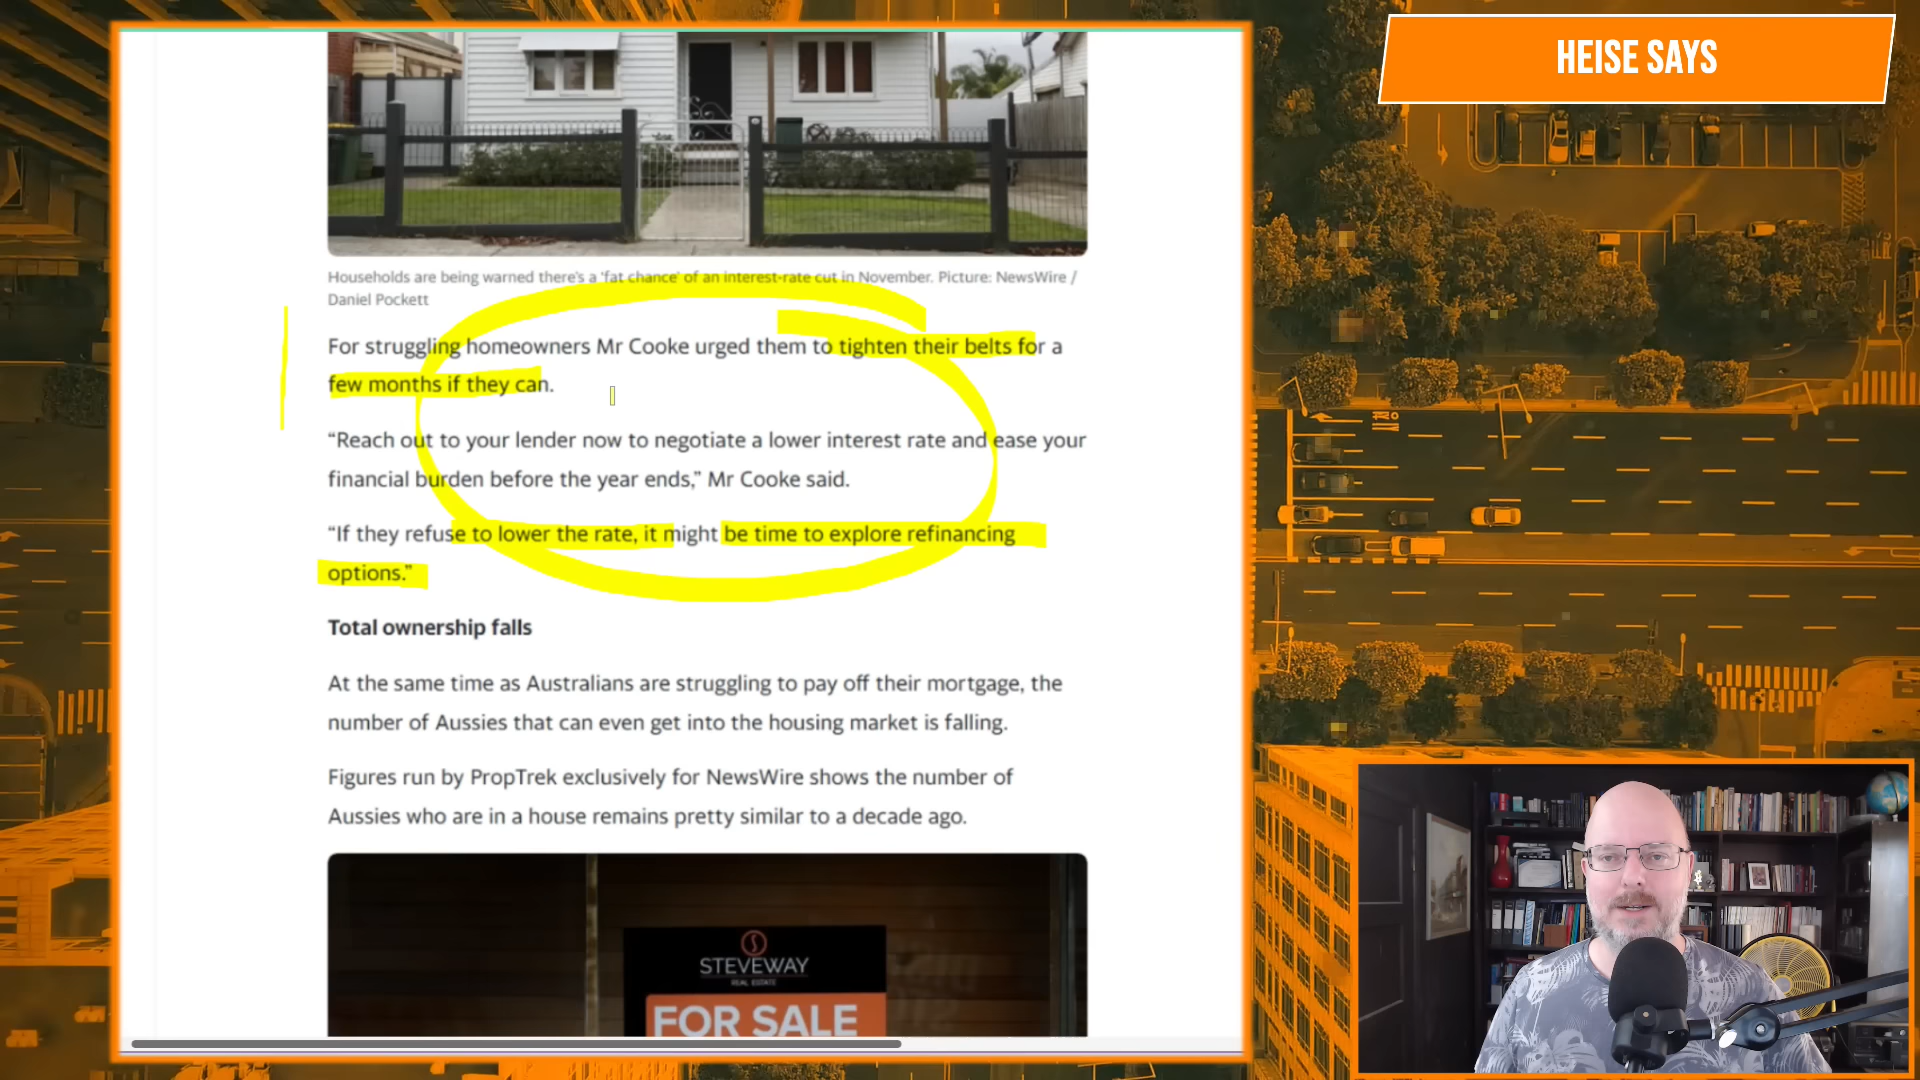 HEISE SAYS
Households are being warned there's a 'fat chance' of an interest-rate cut in November. Picture: NewsWire /
Daniel Pockett
For struggling homeowners Mr Cooke urged them to tighten their belts for a
few months if they can.
“Reach out to your lender now to negotiate a lower interest rate and ease your
financial burden before the year ends,” Mr Cooke said.
“If they refuse to lower the rate, it might be time to explore refinancing
options.”
Total ownership falls
At the same time as Australians are struggling to pay off their mortgage, the
number of Aussies that can even get into the housing market is falling.
Figures run by PropTrek exclusively for NewsWire shows the number of
Aussies who are in a house remains pretty similar to a decade ago.
STEVEWAY
REAL ESTATE
FOR SALE